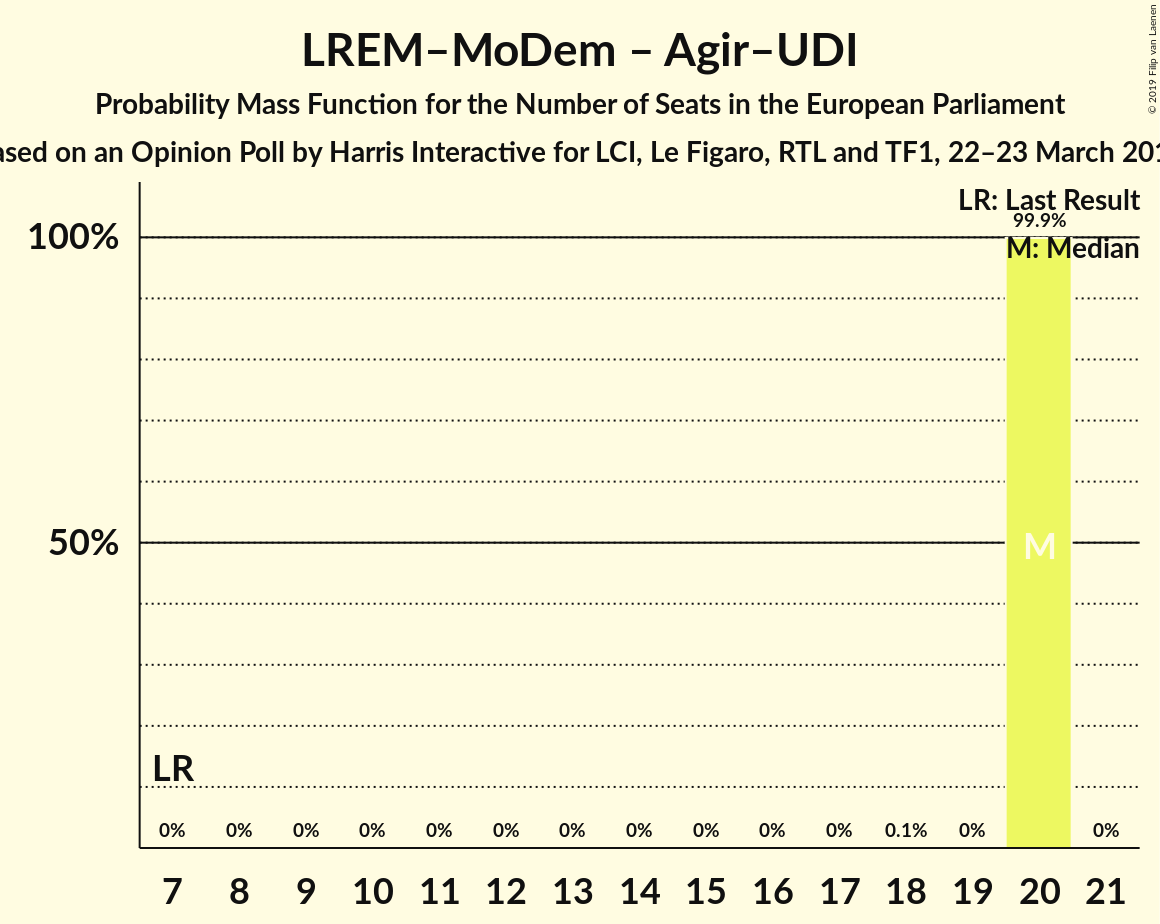 LREM–MoDem – Agir–UDI
Probability Mass Function for the Number of Seats in the European Parliament
on an Opinion Poll by Harris Interactive for LCI, Le Figaro, RTL and TF1, 22–23 March
© 2019 Filip van Laenen
LR: Last Result
99.9%
100%
M: Median
50%
M
LR
0% 0% 0% 0% 0% 0% 0% 0% 0% 0% 0% 0.1% 0% 0%
7 8 9 10 11 12 13 14 15 16 17 18 19 20 21